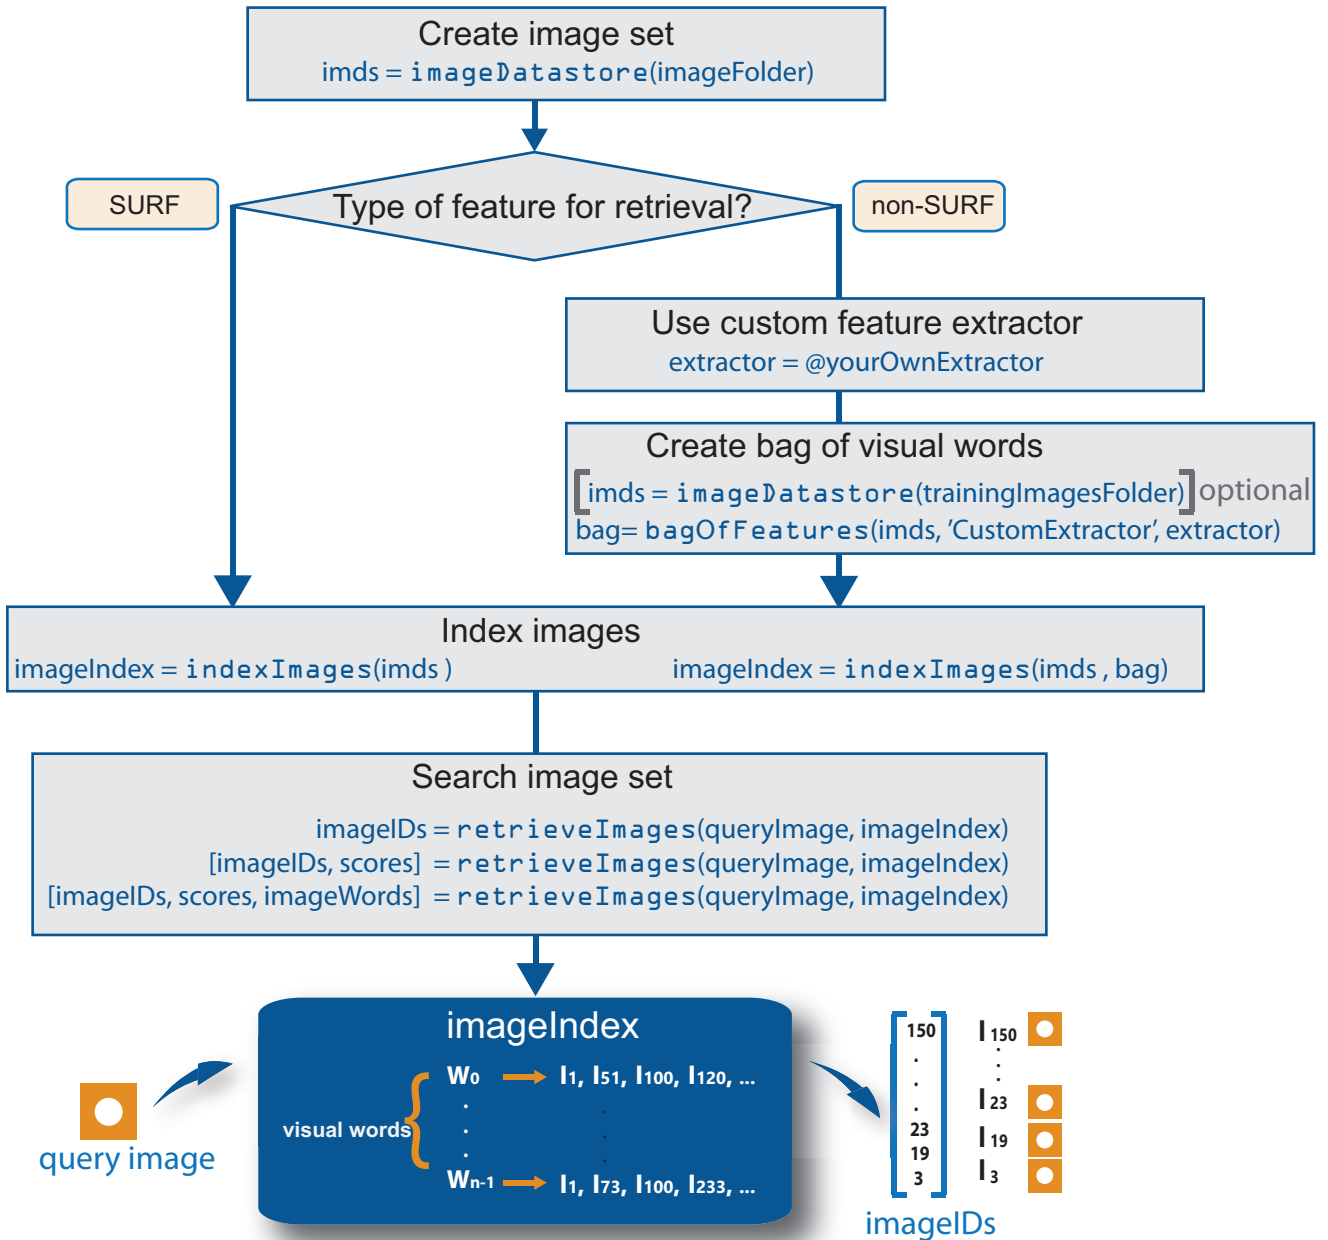 Create image set
imds = imageDatastore(imageFolder)
SURF
Type of feature for retrieval?
non-SURF
Use custom feature extractor
extractor = @yourOwnExtractor
Create bag of visual words
[imds = imageDatastore(trainingImagesFolder)] optional
bag= bagOfFeatures(imds, ’CustomExtractor’, extractor)
Index images
imageIndex = indexImages(imds )
imageIndex = indexImages(imds , bag)
Search image set
imageIDs = retrieveImages(queryImage, imageIndex)
[imageIDs, scores] = retrieveImages(queryImage, imageIndex)
[imageIDs, scores, imageWords] = retrieveImages(queryImage, imageIndex)
imageIndex
W0 I1, I51, I100, I120, ...
. .
visual words
. .
. .
Wn-1 I1, I73, I100, I233, ...
query image
150 I150
. .
. .
. .
23 I23
19 I19
3 I3
imageIDs